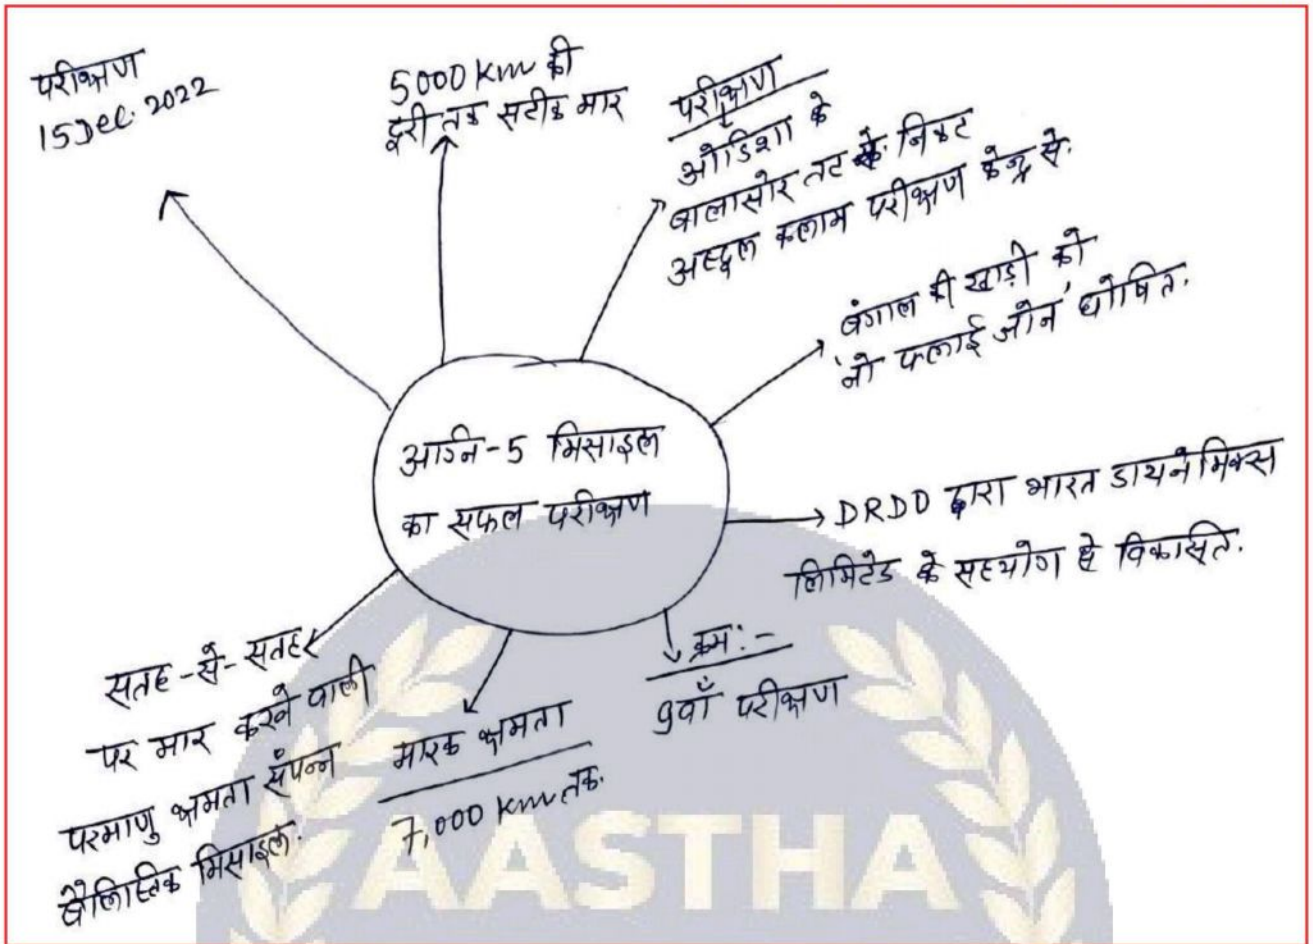 परीक्षण
15 Dec. 2022
5000 km की
दूरी तक सटीक मार
परीक्षण
ओडिशा के
बालासोर तट के निकट
अब्दुल कलाम परीक्षण केन्द्र से.
बंगाल की खाड़ी को
'नो फ्लाई जोन' घोषित.
अग्नि-5 मिसाइल
का सफल परीक्षण
DRDO द्वारा भारत डायनेमिक्स
लिमिटेड के सहयोग से विकसित.
क्रम :-
9वाँ परीक्षण
मारक क्षमता
7,000 km तक.
सतह-से-सतह
पर मार करने वाली
परमाणु क्षमता संपन्न
बैलिस्टिक मिसाइल.
AASTHA